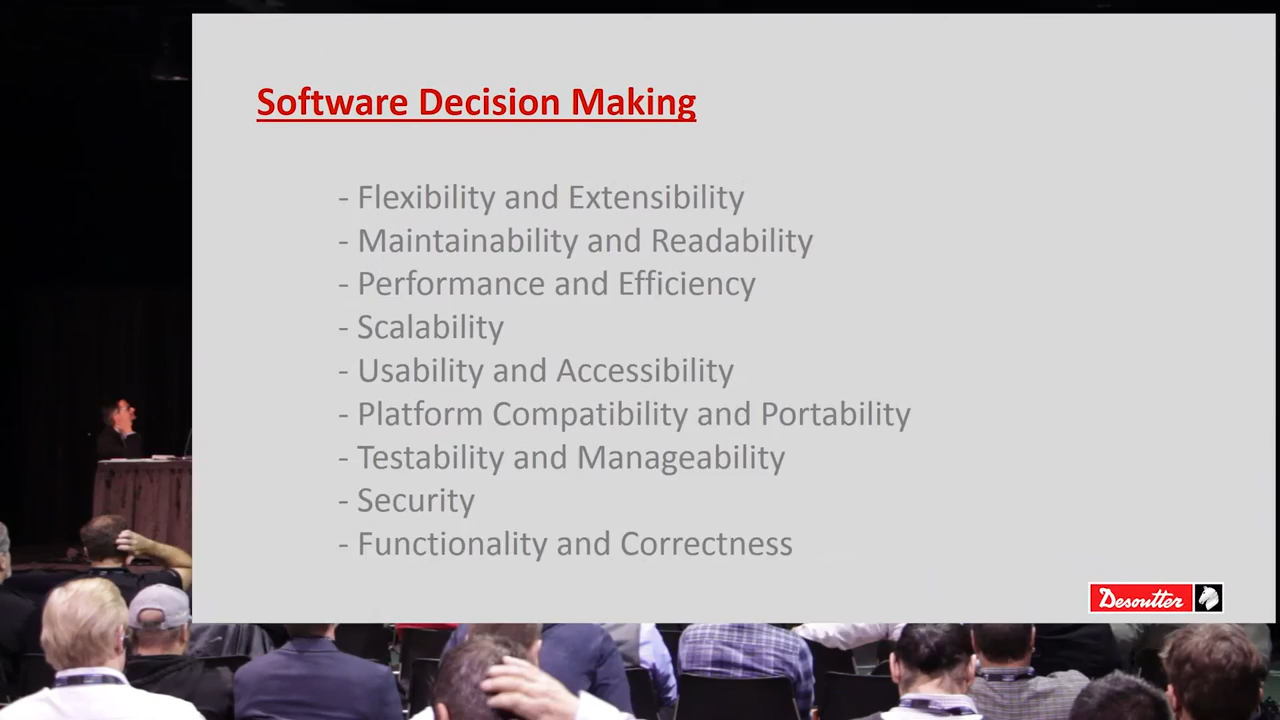 Software Decision Making
- Flexibility and Extensibility
- Maintainability and Readability
- Performance and Efficiency
- Scalability
- Usability and Accessibility
- Platform Compatibility and Portability
- Testability and Manageability
- Security
- Functionality and Correctness
Desoutter